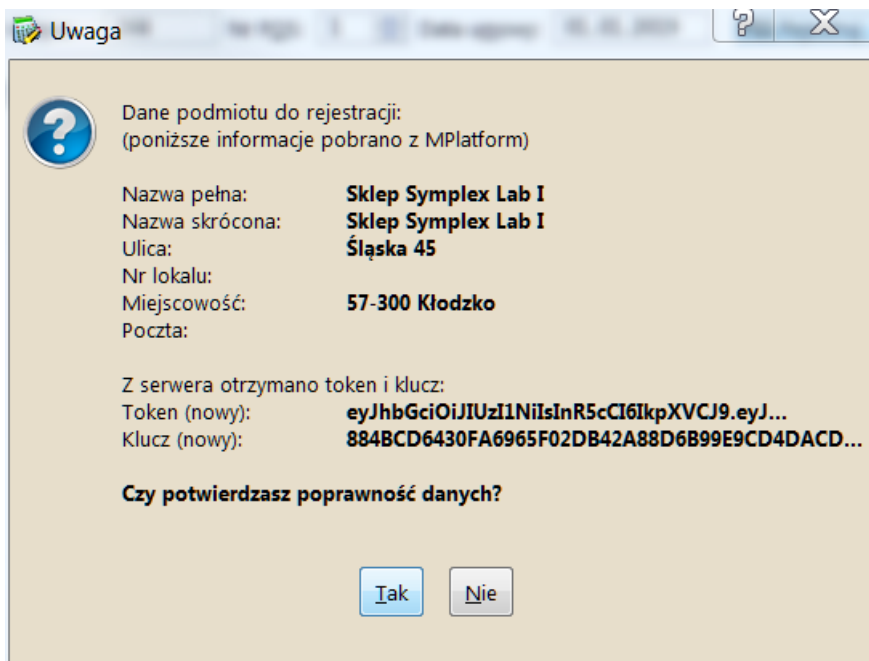 Uwaga
Dane podmiotu do rejestracji:
(poniższe informacje pobrano z MPlatform)
Nazwa pełna: Sklep Symplex Lab I
Nazwa skrócona: Sklep Symplex Lab I
Ulica: Śląska 45
Nr lokalu:
Miejscowość: 57-300 Kłodzko
Poczta:
Z serwera otrzymano token i klucz:
Token (nowy): eyJhbGciOiJIUzI1NiIsInR5cCI6IkpXVCJ9.eyJ...
Klucz (nowy): 884BCD6430FA6965F02DB42A88D6B99E9CD4DACD...
Czy potwierdzasz poprawność danych?
Tak Nie